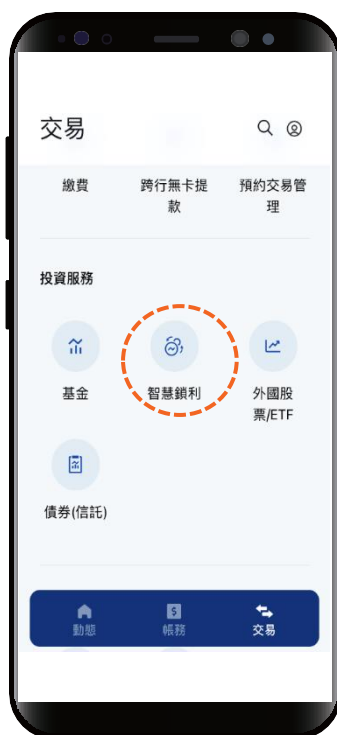 交易
繳費 跨行無卡提 預約交易管
款 理
投資服務
基金 智慧鎖利 外國股
票/ETF
債券(信託)
動態 帳務 交易